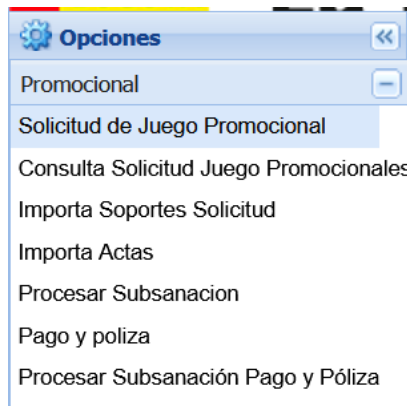 Opciones
Promocional
Solicitud de Juego Promocional
Consulta Solicitud Juego Promocionales
Importa Soportes Solicitud
Importa Actas
Procesar Subsanacion
Pago y poliza
Procesar Subsanación Pago y Póliza